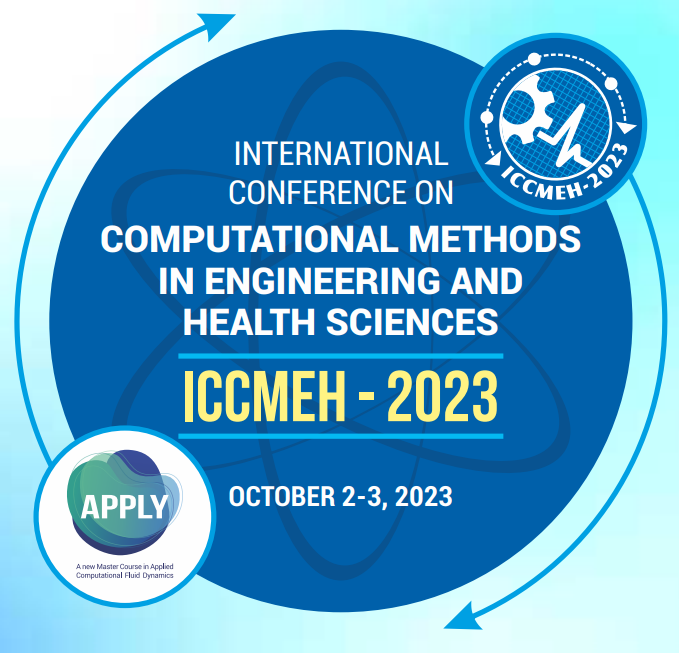 ICCMEH-2023
INTERNATIONAL
CONFERENCE ON
COMPUTATIONAL METHODS
IN ENGINEERING AND
HEALTH SCIENCES
ICCMEH - 2023
OCTOBER 2-3, 2023
APPLY
A new Master Course in Applied
Computational Fluid Dynamics